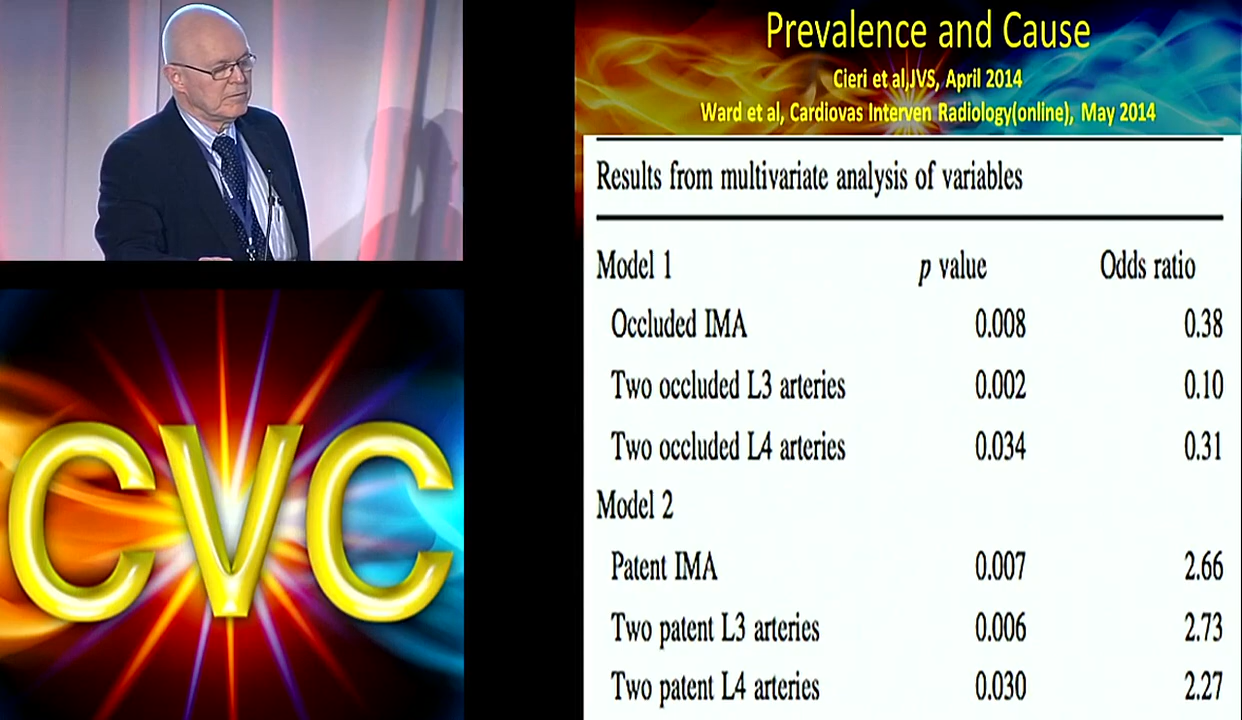 Prevalence and Cause
Cieri et al,JVS, April 2014
Ward et al, Cardiovas Interven Radiology(online), May 2014
Results from multivariate analysis of variables
Model 1 p value Odds ratio
Occluded IMA 0.008 0.38
Two occluded L3 arteries 0.002 0.10
Two occluded L4 arteries 0.034 0.31
Model 2
Patent IMA 0.007 2.66
Two patent L3 arteries 0.006 2.73
Two patent L4 arteries 0.030 2.27
CVC